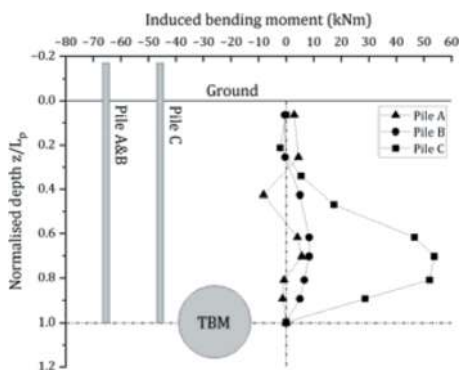 Induced bending moment (kNm)
-80 -70 -60 -50 -40 -30 -20 -10 0 10 20 30 40 50 60
-0.2
0.0
0.2
0.4
0.6
0.8
1.0
1.2
Normalised depth z/Lp
Ground
Pile A&B
Pile C
Pile A
Pile B
Pile C
TBM